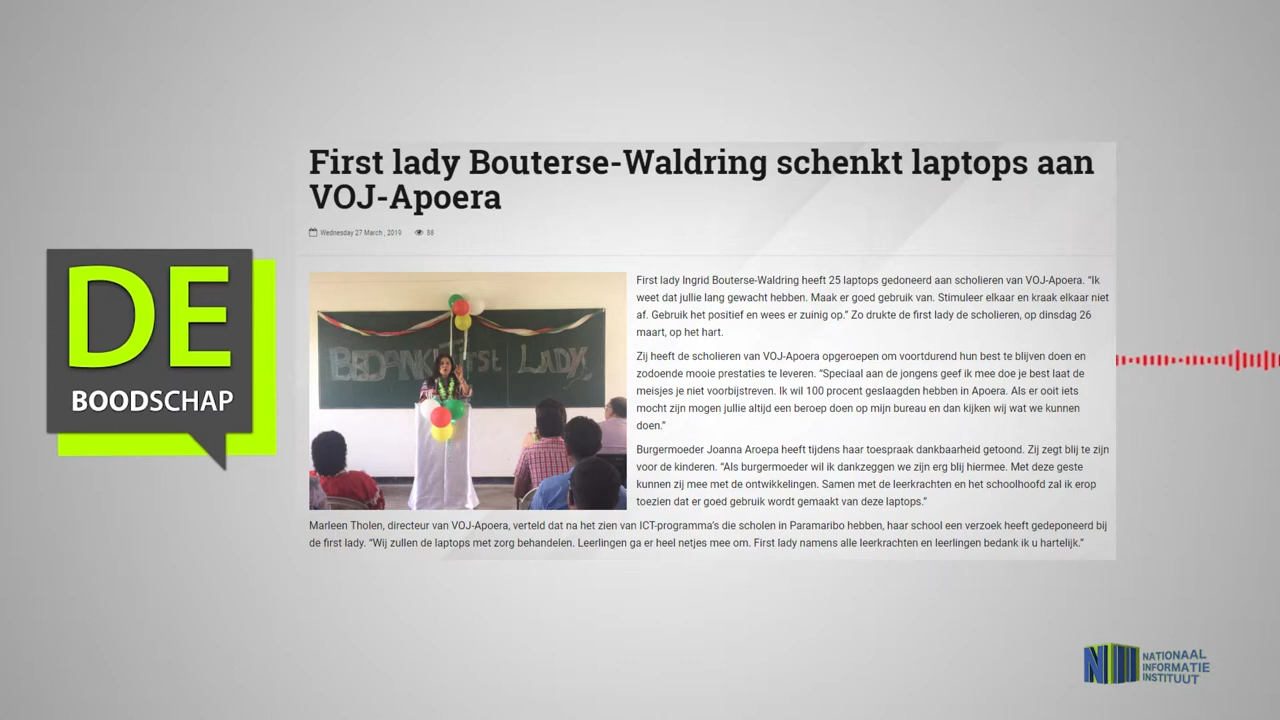 DE
BOODSCHAP
First lady Bouterse-Waldring schenkt laptops aan
VOJ-Apoera
Wednesday 27 March , 2019 88
BEDANKT First LADY
First lady Ingrid Bouterse-Waldring heeft 25 laptops gedoneerd aan scholieren van VOJ-Apoera. “Ik
weet dat jullie lang gewacht hebben. Maak er goed gebruik van. Stimuleer elkaar en kraak elkaar niet
af. Gebruik het positief en wees er zuinig op.” Zo drukte de first lady de scholieren, op dinsdag 26
maart, op het hart.
Zij heeft de scholieren van VOJ-Apoera opgeroepen om voortdurend hun best te blijven doen en
zodoende mooie prestaties te leveren. “Speciaal aan de jongens geef ik mee doe je best laat de
meisjes je niet voorbijstreven. Ik wil 100 procent geslaagden hebben in Apoera. Als er ooit iets
mocht zijn mogen jullie altijd een beroep doen op mijn bureau en dan kijken wij wat we kunnen
doen.”
Burgermoeder Joanna Aroepa heeft tijdens haar toespraak dankbaarheid getoond. Zij zegt blij te zijn
voor de kinderen. “Als burgermoeder wil ik dankzeggen we zijn erg blij hiermee. Met deze geste
kunnen zij mee met de ontwikkelingen. Samen met de leerkrachten en het schoolhoofd zal ik erop
toezien dat er goed gebruik wordt gemaakt van deze laptops.”
Marleen Tholen, directeur van VOJ-Apoera, verteld dat na het zien van ICT-programma’s die scholen in Paramaribo hebben, haar school een verzoek heeft gedeponeerd bij
de first lady. “Wij zullen de laptops met zorg behandelen. Leerlingen ga er heel netjes mee om. First lady namens alle leerkrachten en leerlingen bedank ik u hartelijk.”
NII NATIONAAL
INFORMATIE
INSTITUUT